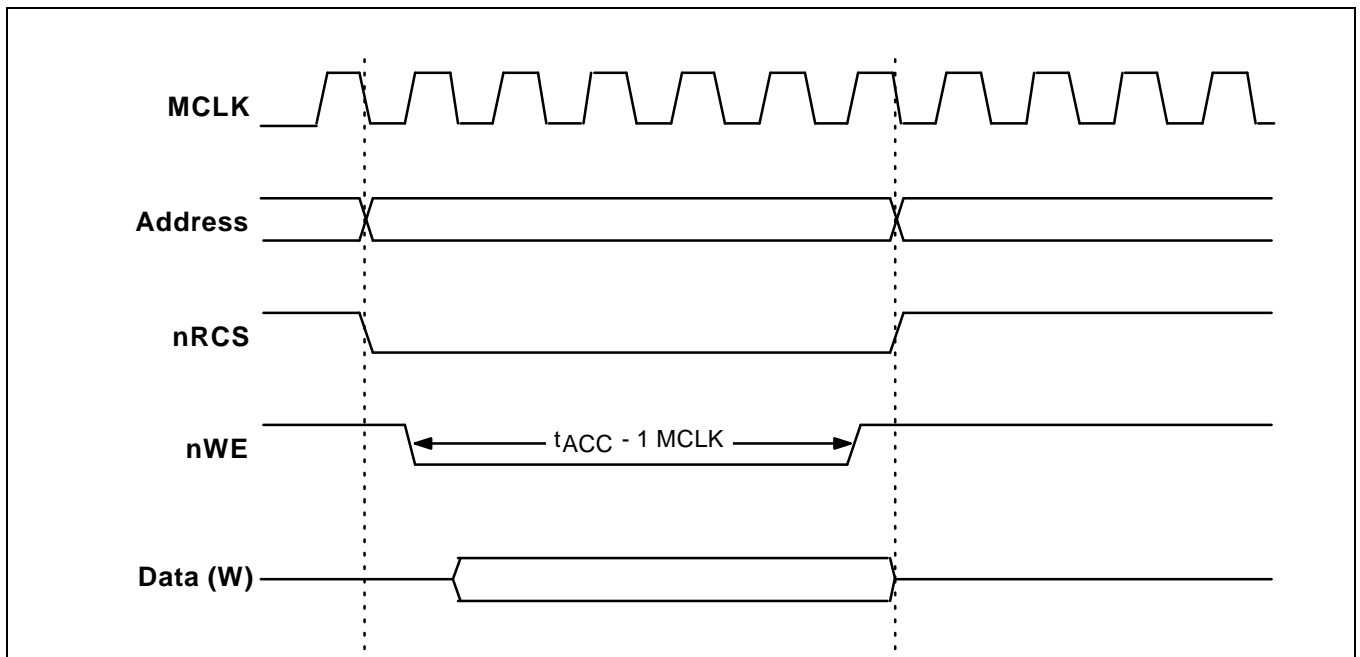 MCLK
Address
nRCS
nWE
tACC - 1 MCLK
Data (W)